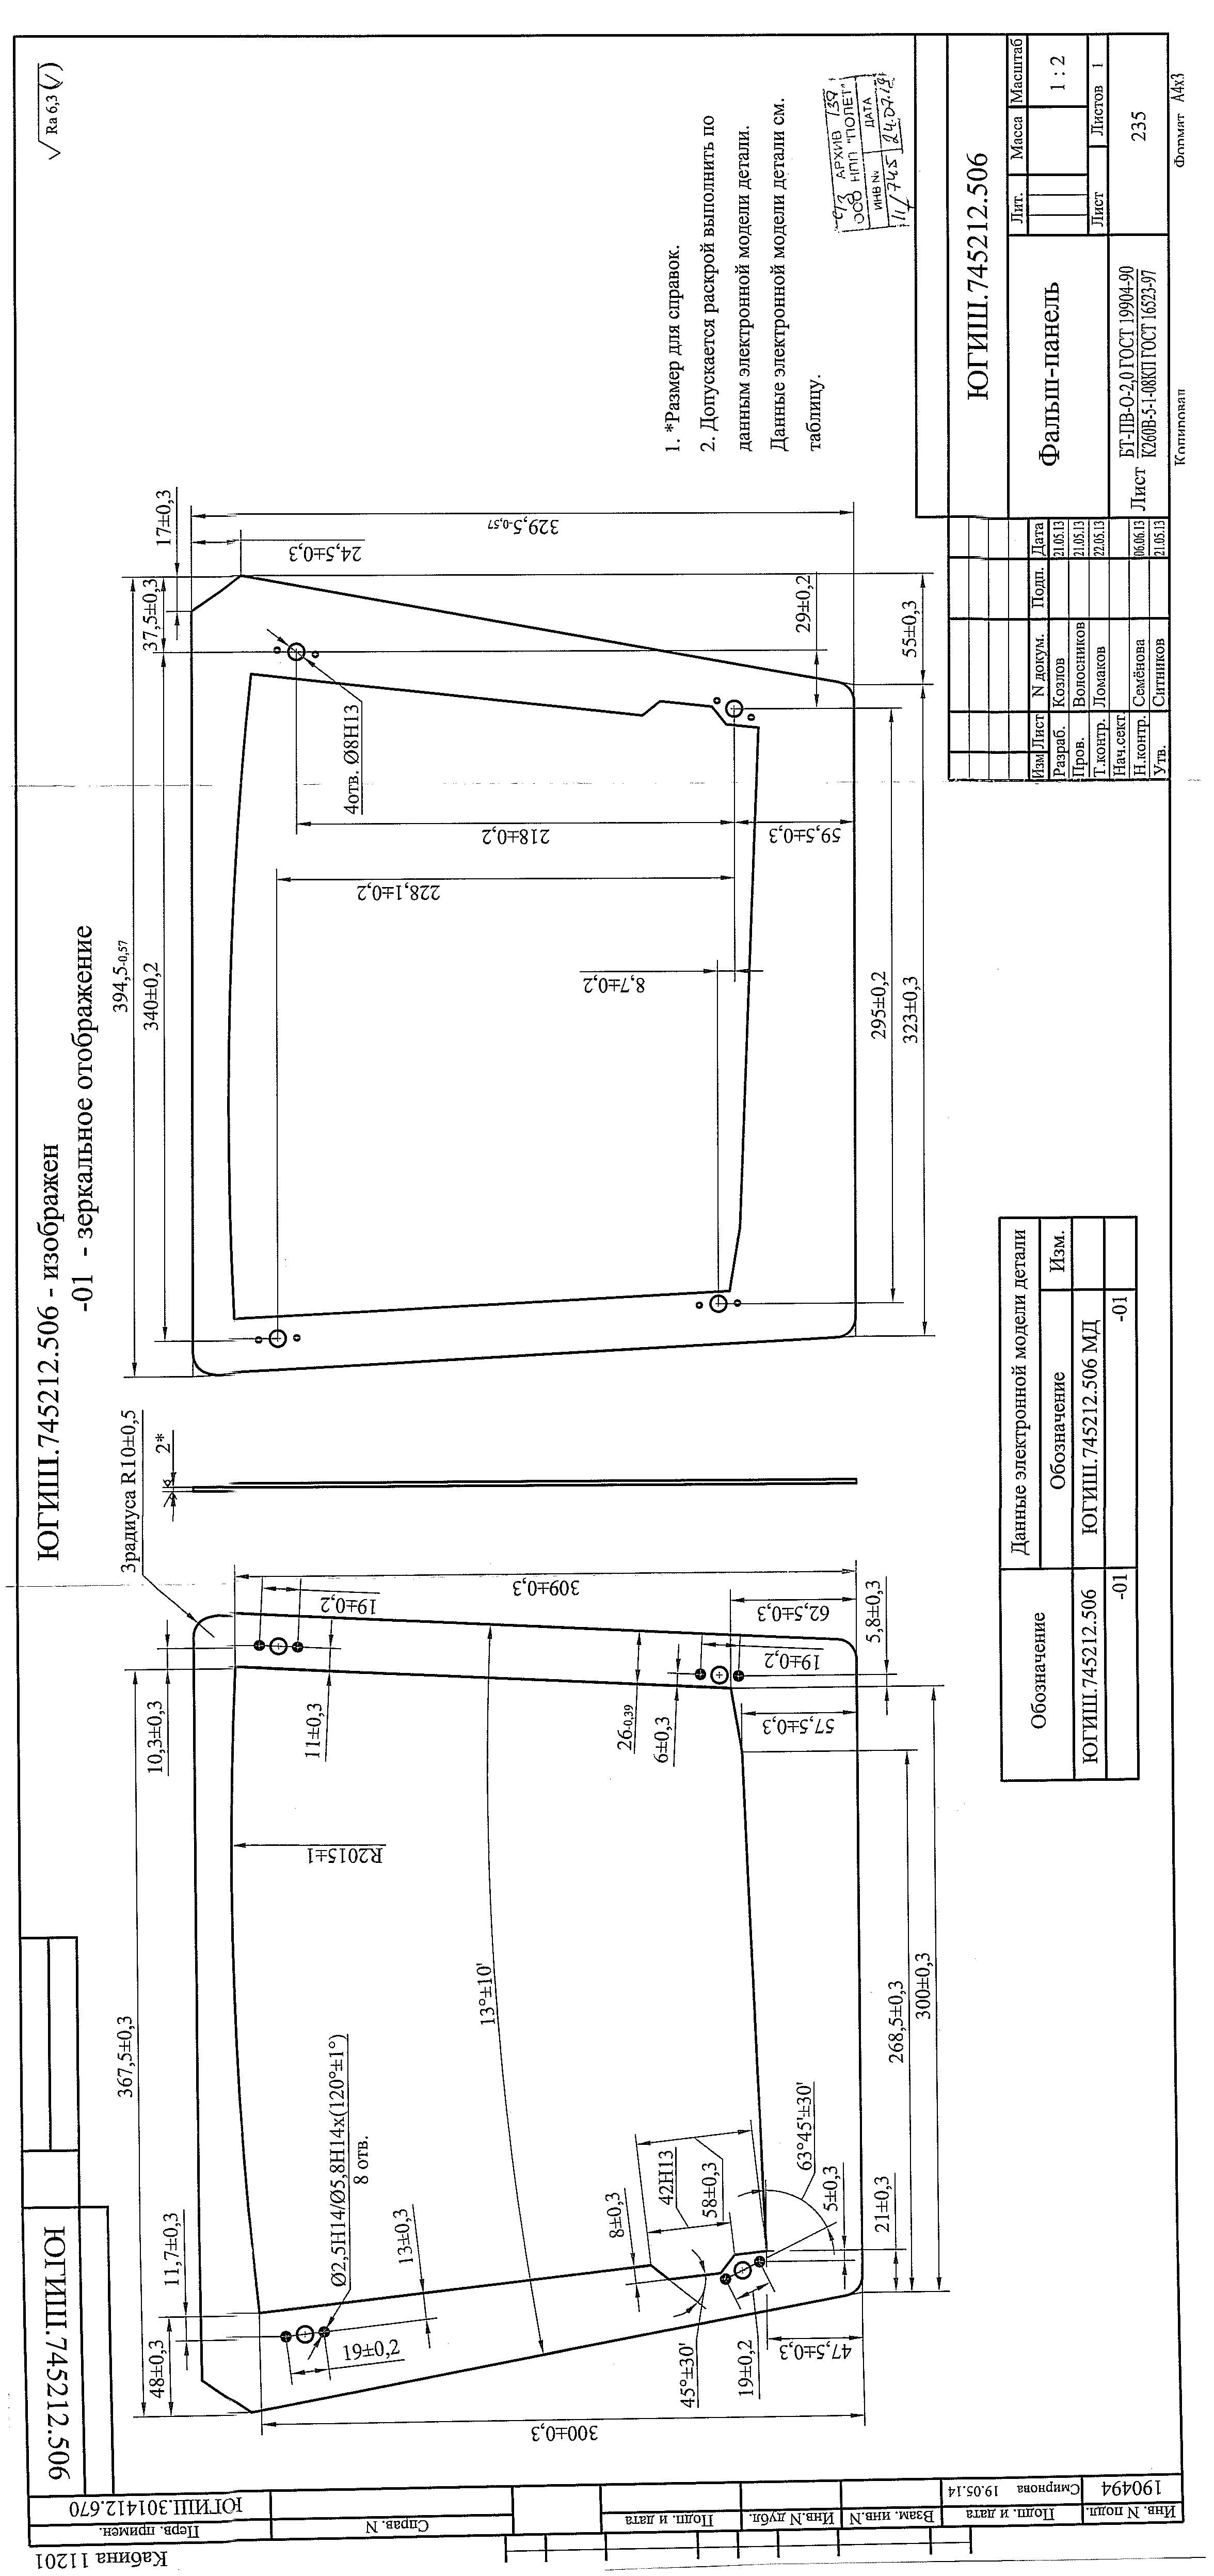 Кабина 11201
Перв. примен.
ЮГИШ.301412.670
Справ. N
Подп. и дата
Инв.N дубл.
Взам. инв.N
Подп. и дата
Смирнова 19.05.14
Инв. N подл.
190494
ЮГИШ.745212.506
ЮГИШ.745212.506 - изображен
-01 - зеркальное отображение
Ra 6,3 (√)
367,5±0,3
48±0,3
11,7±0,3
10,3±0,3
3радиуса R10±0,5
2*
19±0,2
11±0,3
309±0,3
R2015±1
Ø2,5H14/Ø5,8H14x(120°±1°)
8 отв.
19±0,2
13±0,3
13°±10'
26-0,39
6±0,3
62,5±0,3
19±0,2
57,5±0,3
5,8±0,3
8±0,3
42H13
58±0,3
63°45'±30'
5±0,3
21±0,3
268,5±0,3
300±0,3
45°±30'
19±0,2
47,5±0,3
300±0,3
394,5-0,57
340±0,2
37,5±0,3
17±0,3
24,5±0,3
329,5-0,57
4отв. Ø8H13
218±0,2
228,1±0,2
59,5±0,3
8,7±0,2
29±0,2
295±0,2
323±0,3
55±0,3
1. *Размер для справок.
2. Допускается раскрой выполнить по
данным электронной модели детали.
Данные электронной модели детали см.
таблицу.
АРХИВ 139
ООО НПП "ПОЛЕТ"
ИНВ № ДАТА
11/745 24.07.19
Обозначение
Данные электронной модели детали
Обозначение Изм.
ЮГИШ.745212.506 ЮГИШ.745212.506 МД
-01 -01
ЮГИШ.745212.506
Изм Лист N докум. Подп. Дата
Разраб. Козлов 21.05.13
Пров. Волосников 21.05.13
Т.контр. Ломаков 22.05.13
Нач.сект
Н.контр. Семёнова 06.06.13
Утв. Ситников 21.05.13
Фальш-панель
Лит. Масса Масштаб
1 : 2
Лист Листов 1
Лист БТ-ПВ-О-2,0 ГОСТ 19904-90
К260В-5-1-08КП ГОСТ 16523-97
235
Копировал
Формат А4х3